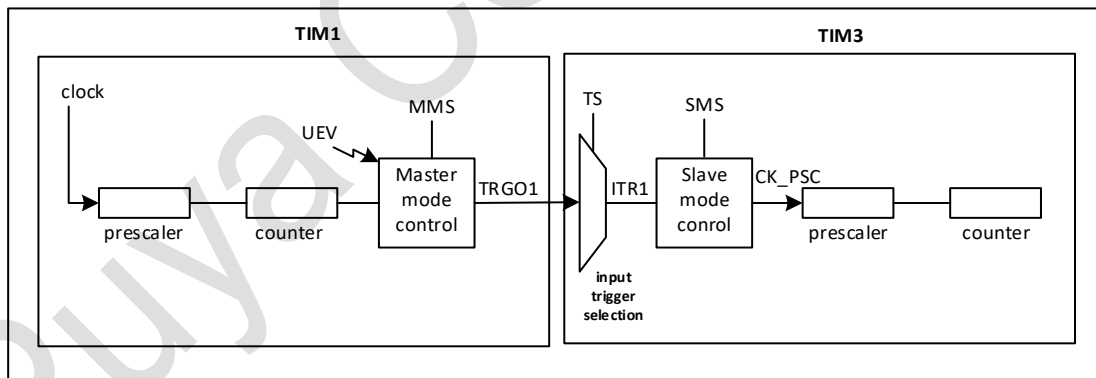 TIM1
TIM3
clock
MMS
UEV
Master
mode
control
TRGO1
prescaler
counter
TS
SMS
ITR1
Slave
mode
conrol
CK_PSC
prescaler
counter
input
trigger
selection
Puya